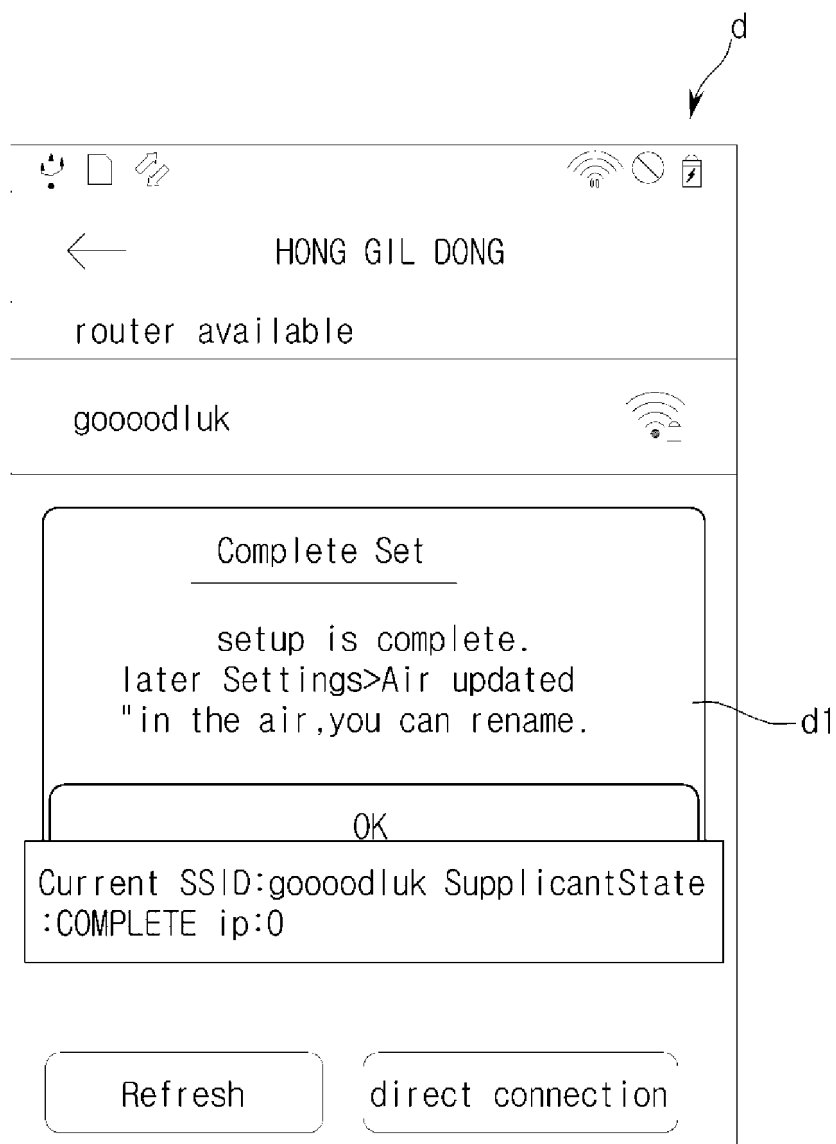 d
HONG GIL DONG
router available
goooodluk
Complete Set
setup is complete.
later Settings>Air updated
"in the air,you can rename.
d1
OK
Current SSID:goooodluk SupplicantState
:COMPLETE ip:0
Refresh
direct connection